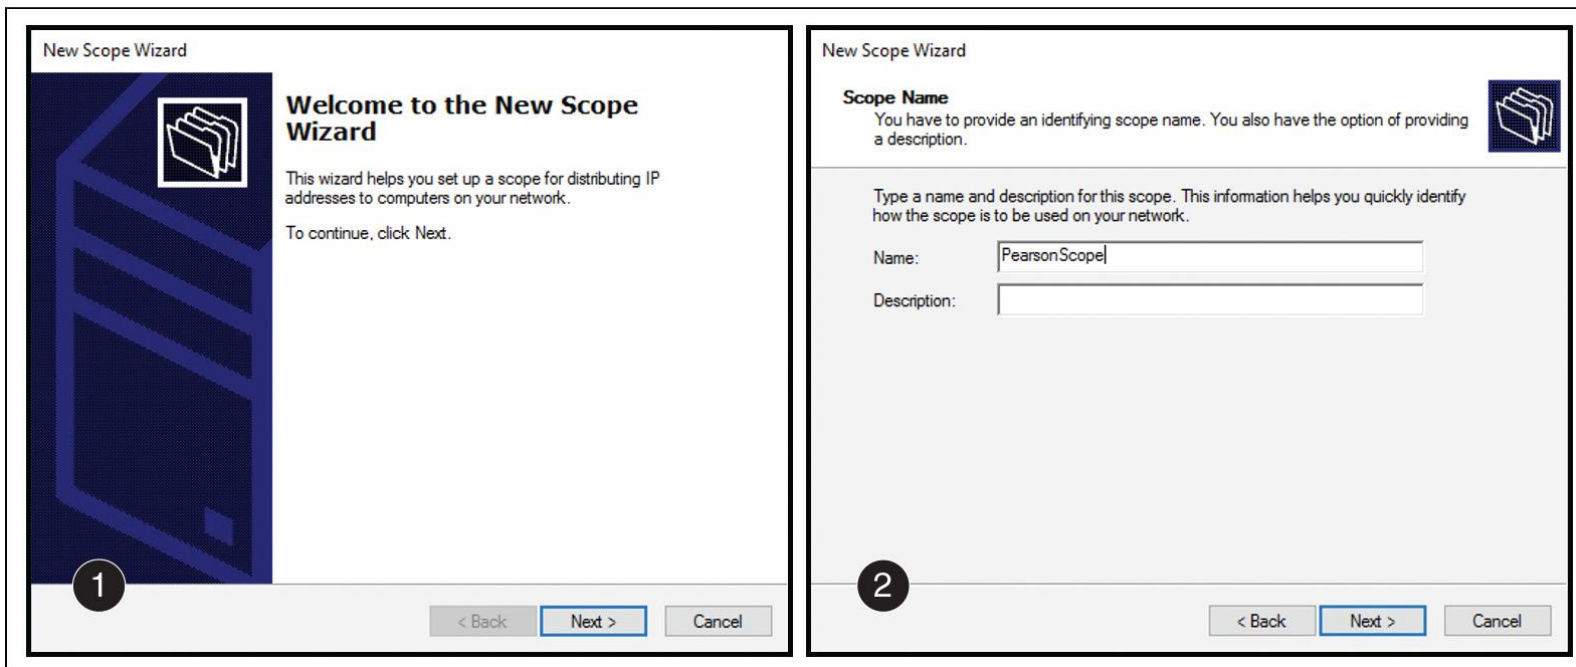 New Scope Wizard
Welcome to the New Scope
Wizard
This wizard helps you set up a scope for distributing IP
addresses to computers on your network.
To continue, click Next.
1
< Back
Next >
Cancel
New Scope Wizard
Scope Name
You have to provide an identifying scope name. You also have the option of providing
a description.
Type a name and description for this scope. This information helps you quickly identify
how the scope is to be used on your network.
Name:
PearsonScope
Description:
2
< Back
Next >
Cancel